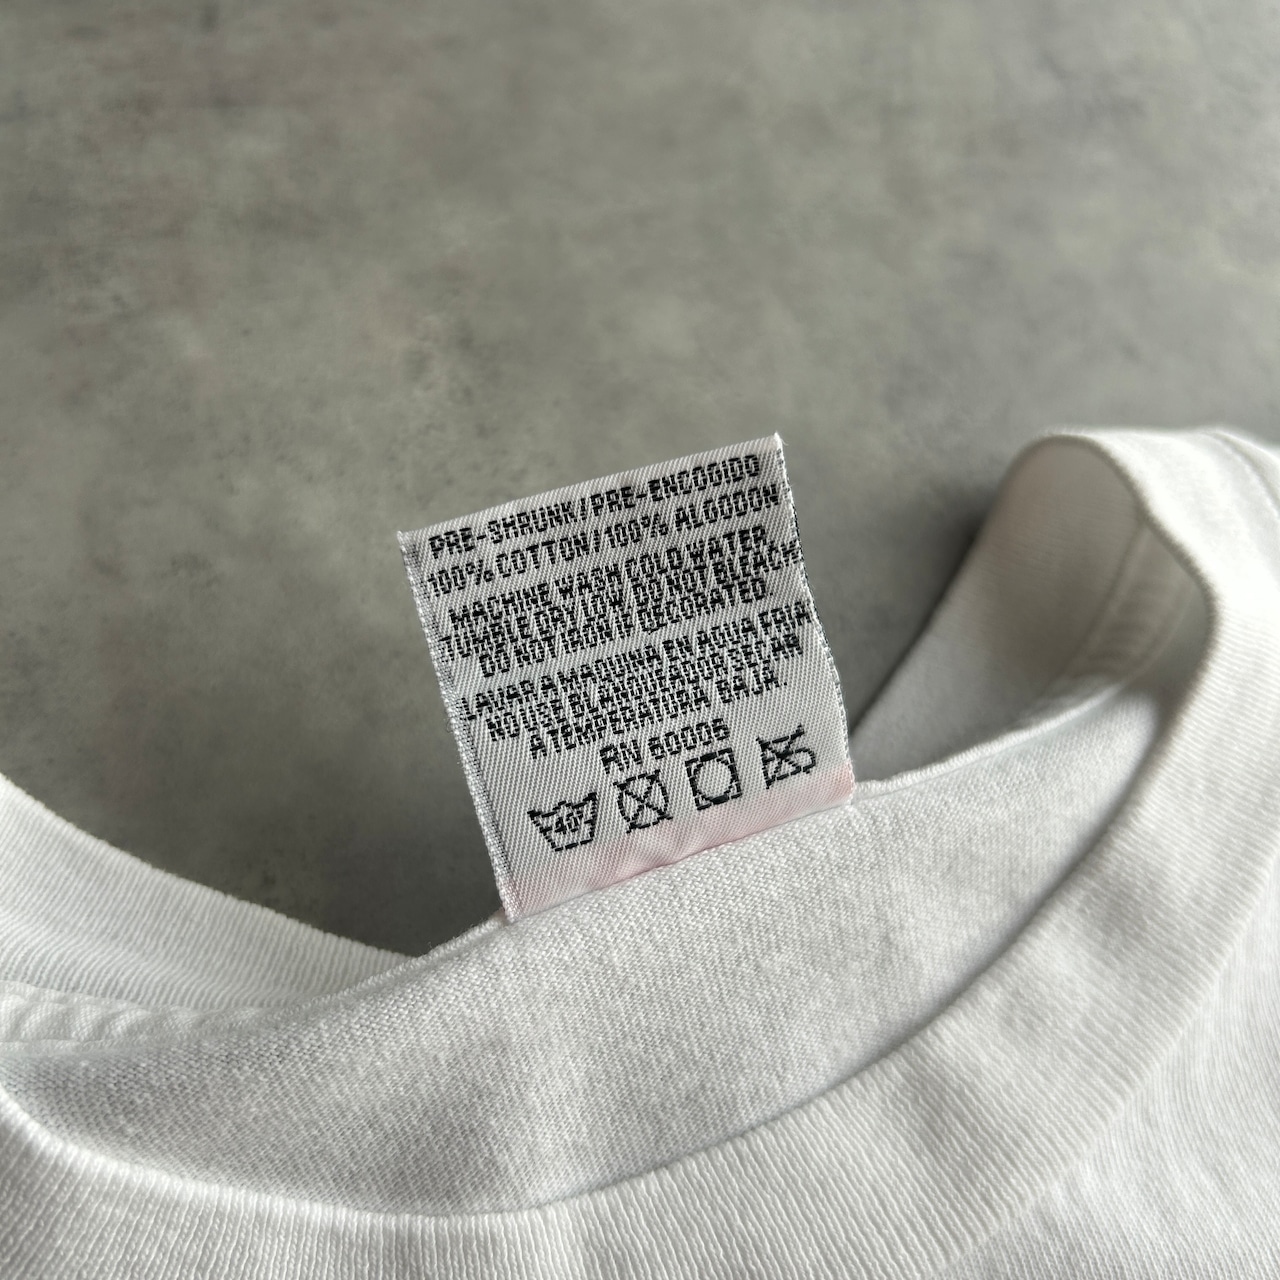 PRE-SHRUNK/PRE-ENCOGIDO
100% COTTON/100% ALGODON
MACHINE WASH COLD WATER
TUMBLE DRY LOW. DO NOT BLEACH
DO NOT IRON IF DECORATED.
LAVAR A MAQUINA EN AGUA FRIA
NO USE BLANQUEADOR SECAR
A TEMPERATURA BAJA.
RN 60006
40°